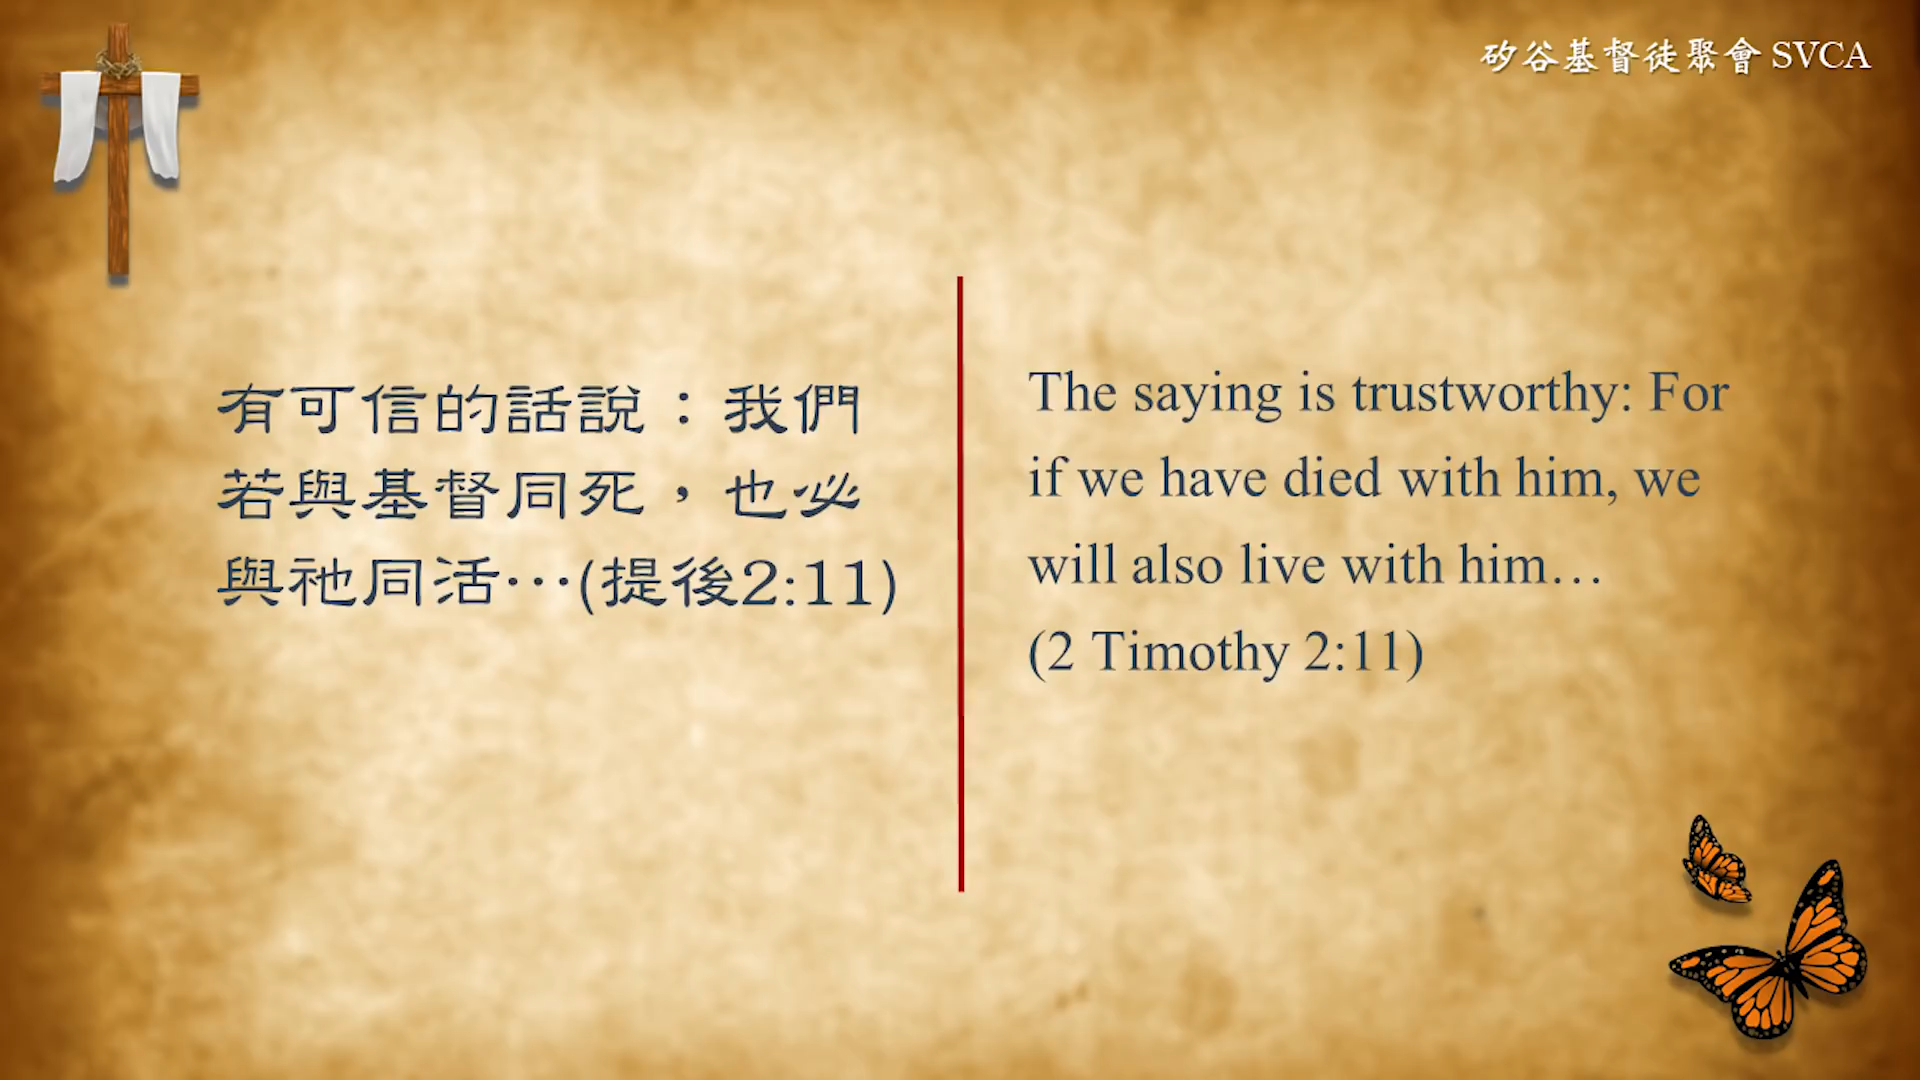 矽谷基督徒聚會 SVCA
有可信的話說：我們
若與基督同死，也必
與祂同活…(提後2:11)
The saying is trustworthy: For
if we have died with him, we
will also live with him…
(2 Timothy 2:11)